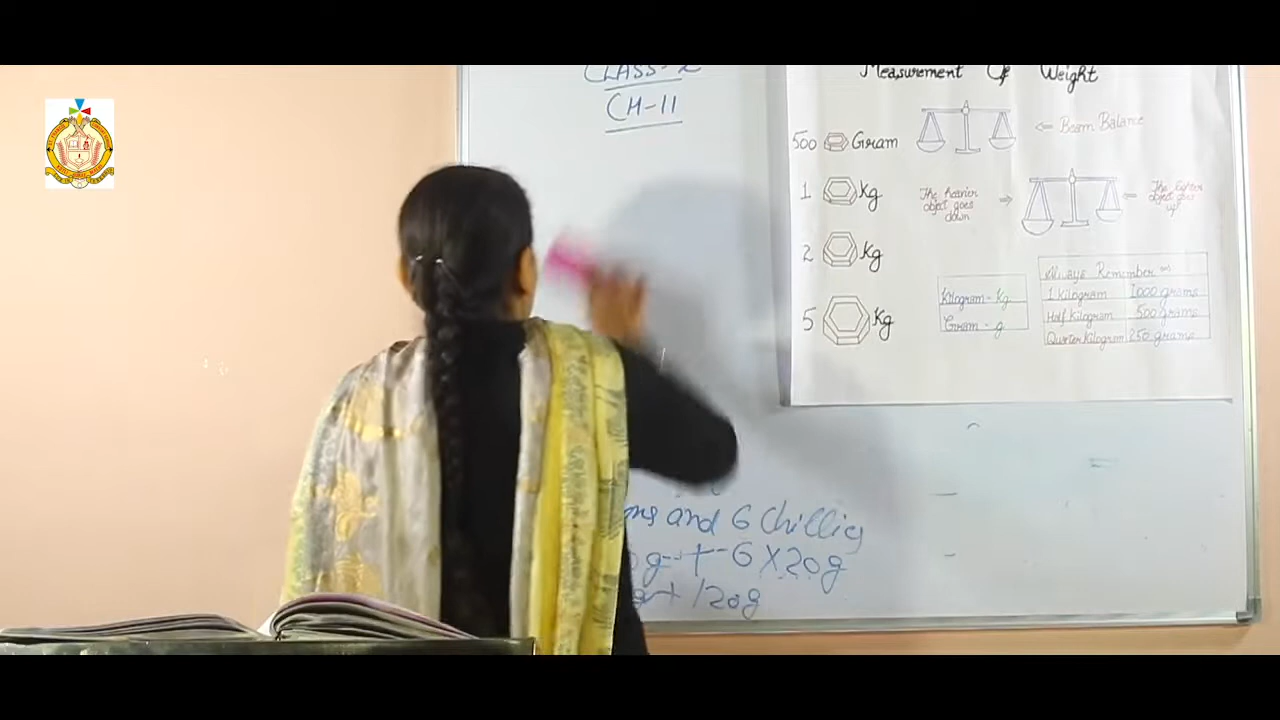 CLASS-2
CH-11
and 6 Chillies
g + 6 X 20g
g + 120g
Measurement Of Weight
500 Gram
1 Kg
2 Kg
5 Kg
Beam Balance
The heavier
object goes
down
The lighter
object goes
up
Kilogram - Kg
Gram - g
Always Remember
1 Kilogram 1000 grams
Half Kilogram 500 grams
Quarter Kilogram 250 grams